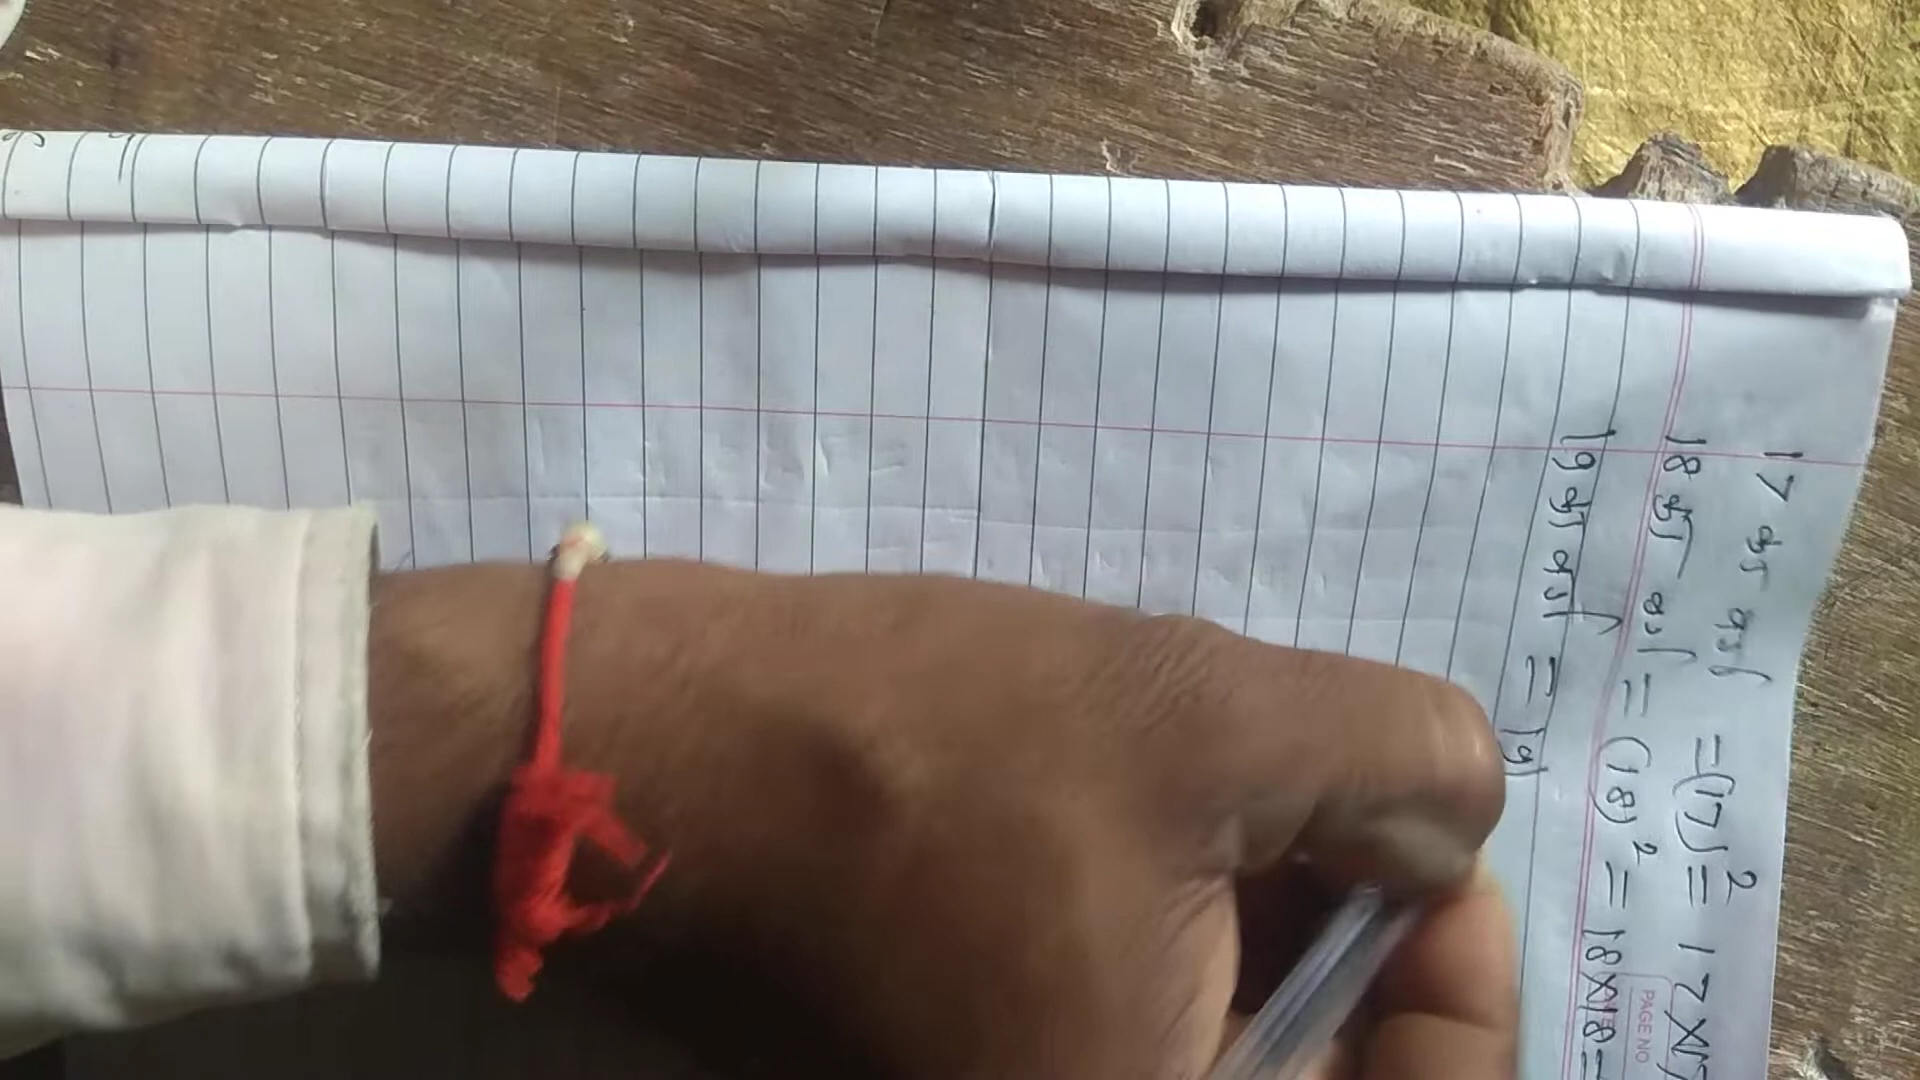 17 का वर्ग = (17)² = 17×17
18 का वर्ग = (18)² = 18×18=
19 का वर्ग = (19)
PAGE NO